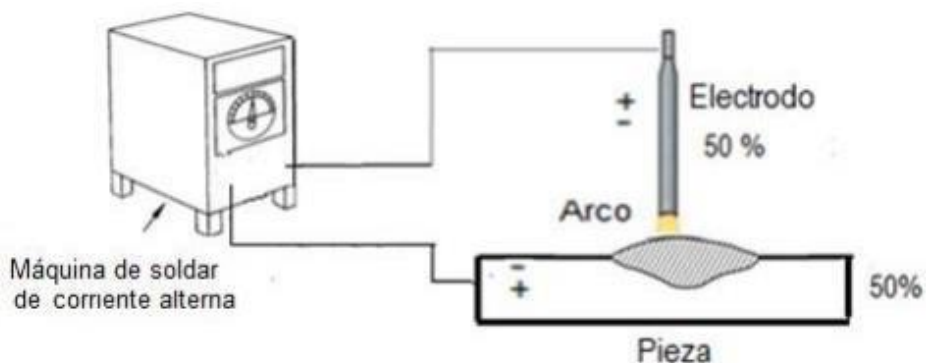 +
-
Electrodo
50 %
Arco
Máquina de soldar
de corriente alterna
-
+
50%
Pieza